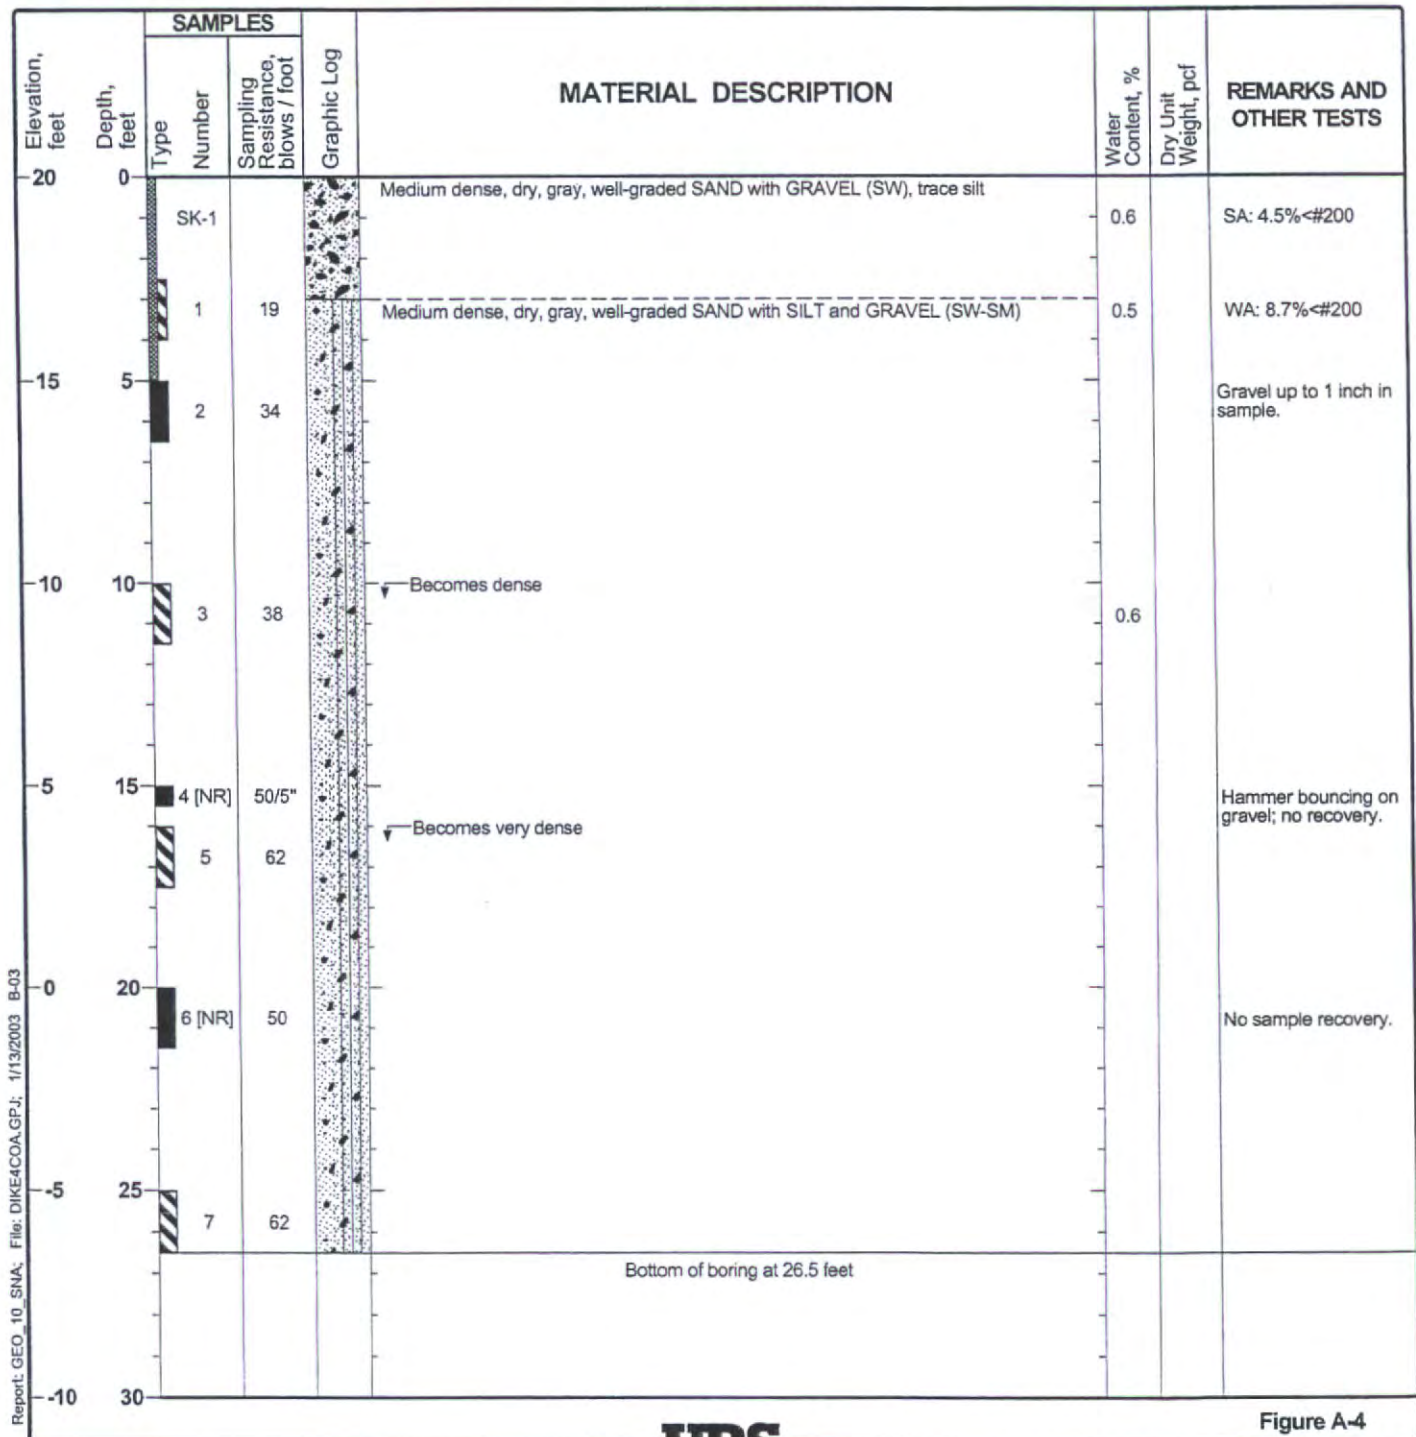 SAMPLES
Elevation,
feet
Depth,
feet
Type
Number
Sampling
Resistance,
blows / foot
Graphic Log
MATERIAL DESCRIPTION
Water
Content, %
Dry Unit
Weight, pcf
REMARKS AND
OTHER TESTS
20 0
Medium dense, dry, gray, well-graded SAND with GRAVEL (SW), trace silt
SK-1 0.6 SA: 4.5%<#200
1 19 Medium dense, dry, gray, well-graded SAND with SILT and GRAVEL (SW-SM) 0.5 WA: 8.7%<#200
15 5
2 34 Gravel up to 1 inch in
sample.
10 10 Becomes dense
3 38 0.6
5 15
4 [NR] 50/5" Hammer bouncing on
gravel; no recovery.
Becomes very dense
5 62
0 20
6 [NR] 50 No sample recovery.
-5 25
7 62
Bottom of boring at 26.5 feet
-10 30
Report: GEO_10_SNA; File: DIKE4COA.GPJ; 1/13/2003 B-03
URS
Figure A-4